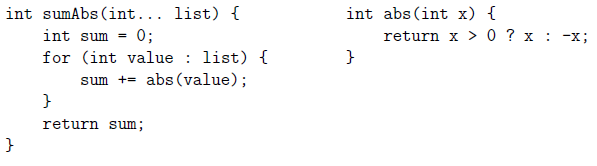 int sumAbs(int... list) {
    int sum = 0;
    for (int value : list) {
        sum += abs(value);
    }
    return sum;
}
int abs(int x) {
    return x > 0 ? x : -x;
}